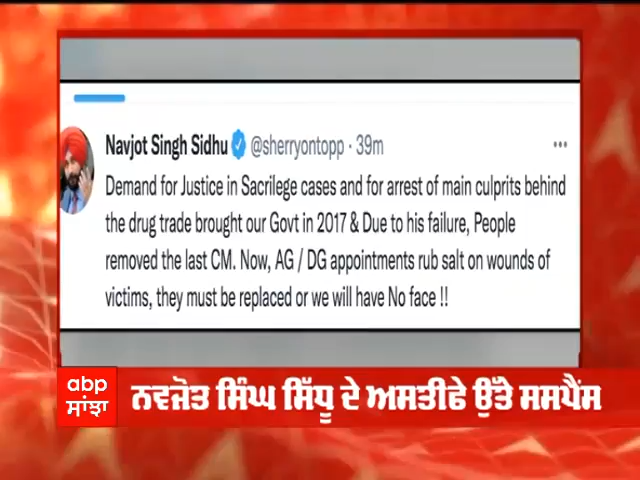 Navjot Singh Sidhu @sherryontopp · 39m
Demand for Justice in Sacrilege cases and for arrest of main culprits behind
the drug trade brought our Govt in 2017 & Due to his failure, People
removed the last CM. Now, AG / DG appointments rub salt on wounds of
victims, they must be replaced or we will have No face !!
abp
ਸਾਂਝਾ
ਨਵਜੋਤ ਸਿੰਘ ਸਿੱਧੂ ਦੇ ਅਸਤੀਫੇ ਉੱਤੇ ਸਸਪੈਂਸ